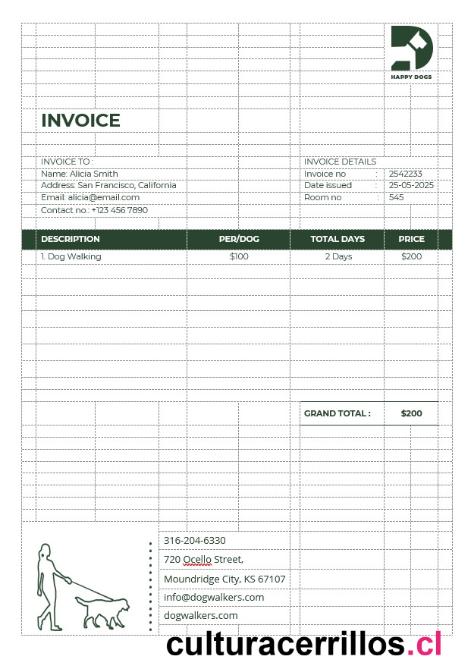 HAPPY DOGS
INVOICE
INVOICE TO :
Name: Alicia Smith
Address: San Francisco, California
Email: alicia@email.com
Contact no.: +123 456 7890
INVOICE DETAILS
Invoice no : 2542233
Date issued : 25-05-2025
Room no 545
DESCRIPTION PER/DOG TOTAL DAYS PRICE
1. Dog Walking $100 2 Days $200
GRAND TOTAL : $200
316-204-6330
720 Ocello Street,
Moundridge City, KS 67107
info@dogwalkers.com
dogwalkers.com
culturacerrillos.cl